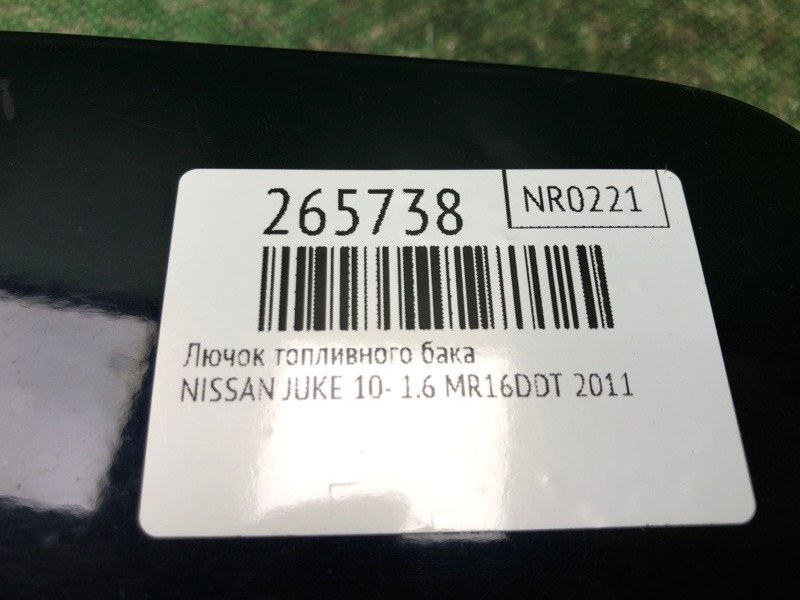 265738
NR0221
Лючок топливного бака
NISSAN JUKE 10- 1.6 MR16DDT 2011